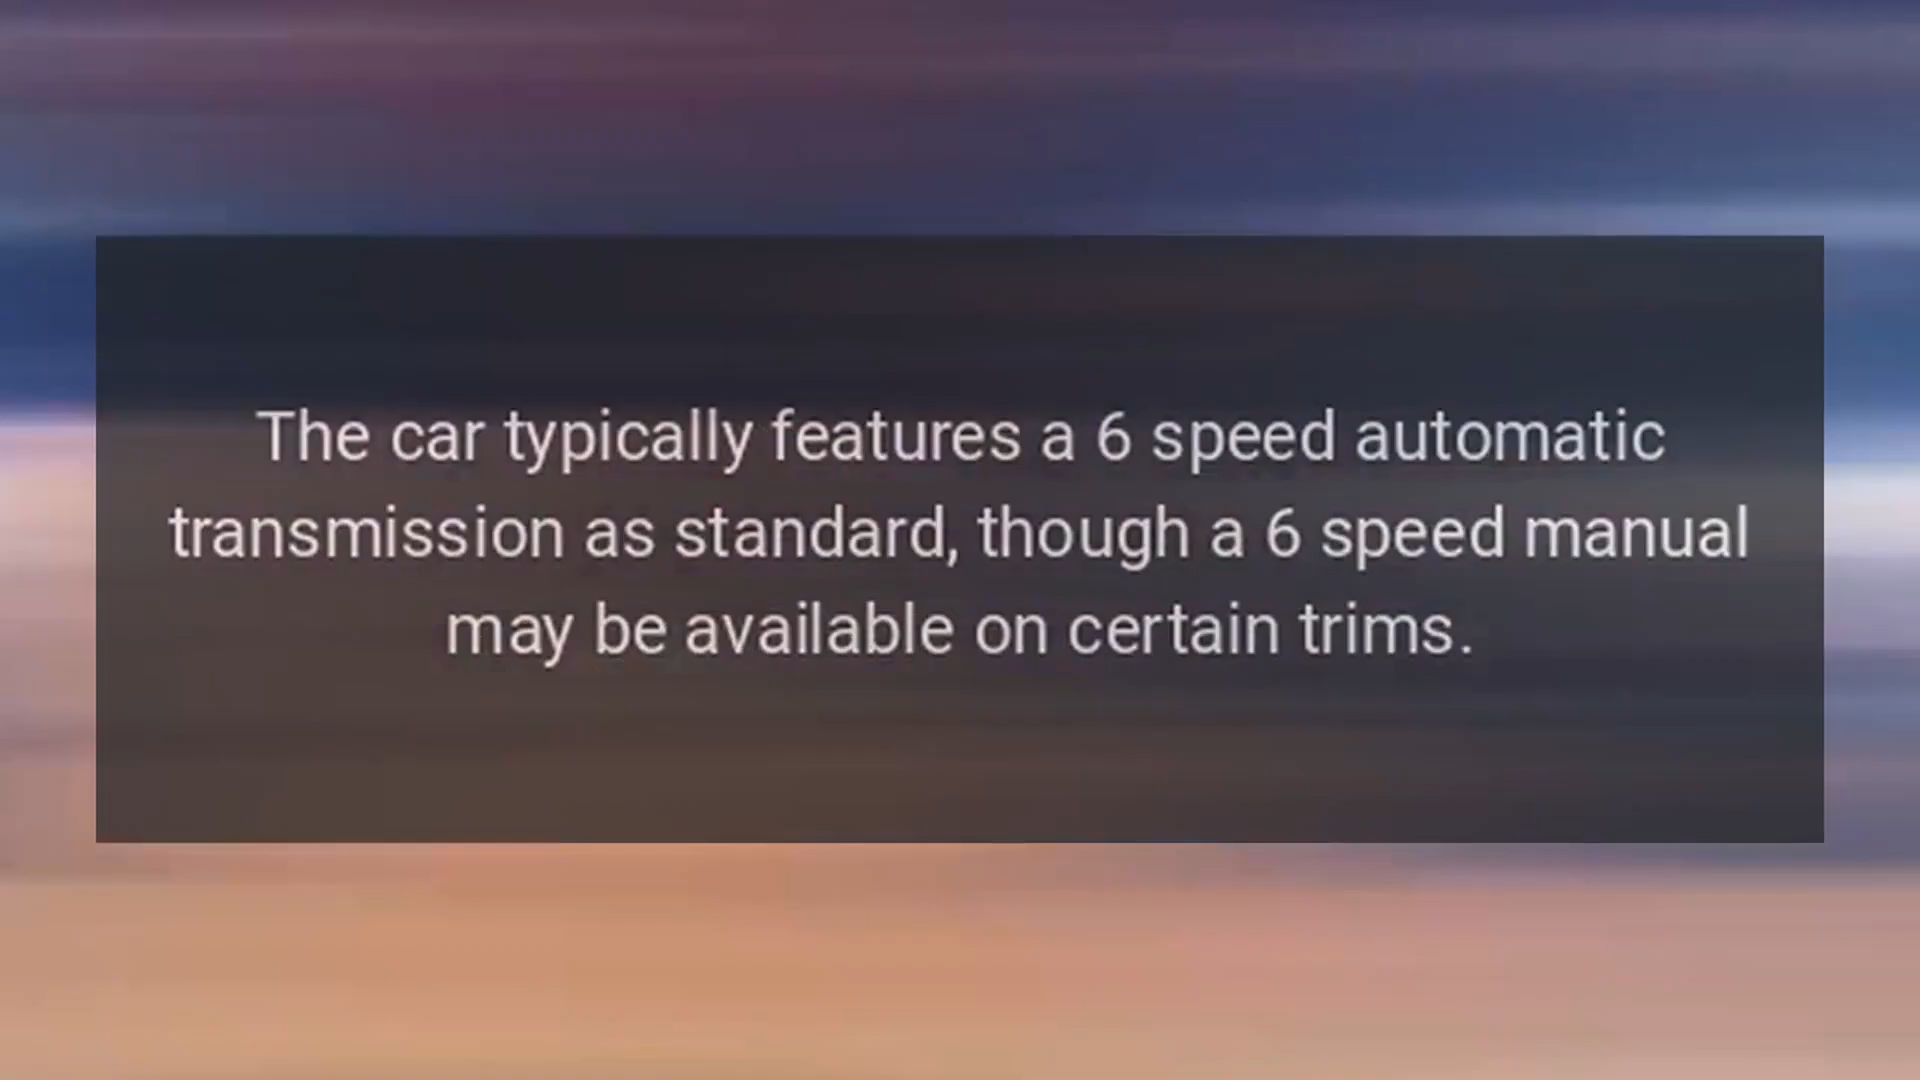 The car typically features a 6 speed automatic
transmission as standard, though a 6 speed manual
may be available on certain trims.